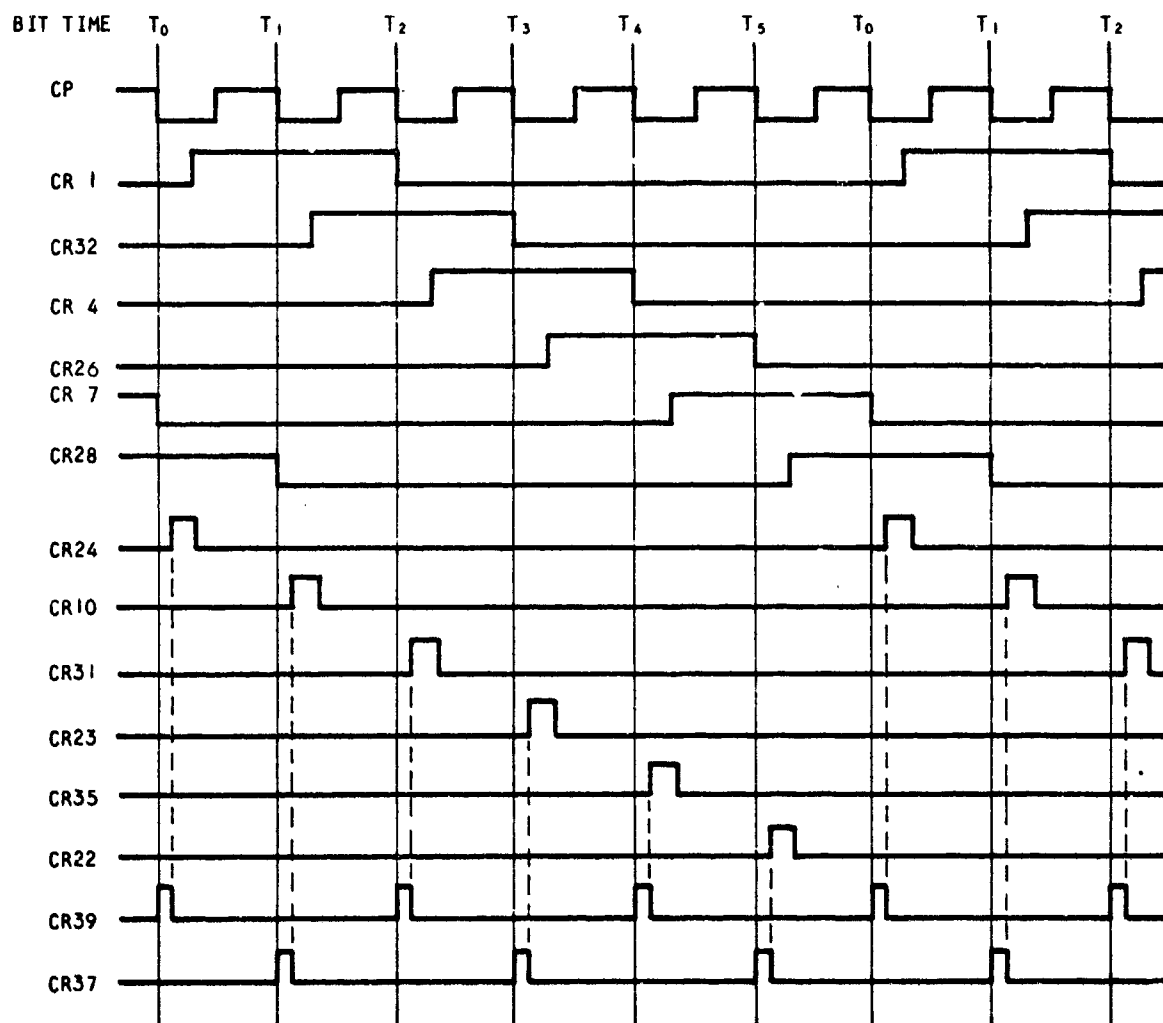 BIT TIME T0 T1 T2 T3 T4 T5 T0 T1 T2
CP
CR 1
CR32
CR 4
CR26
CR 7
CR28
CR24
CR10
CR31
CR23
CR35
CR22
CR39
CR37